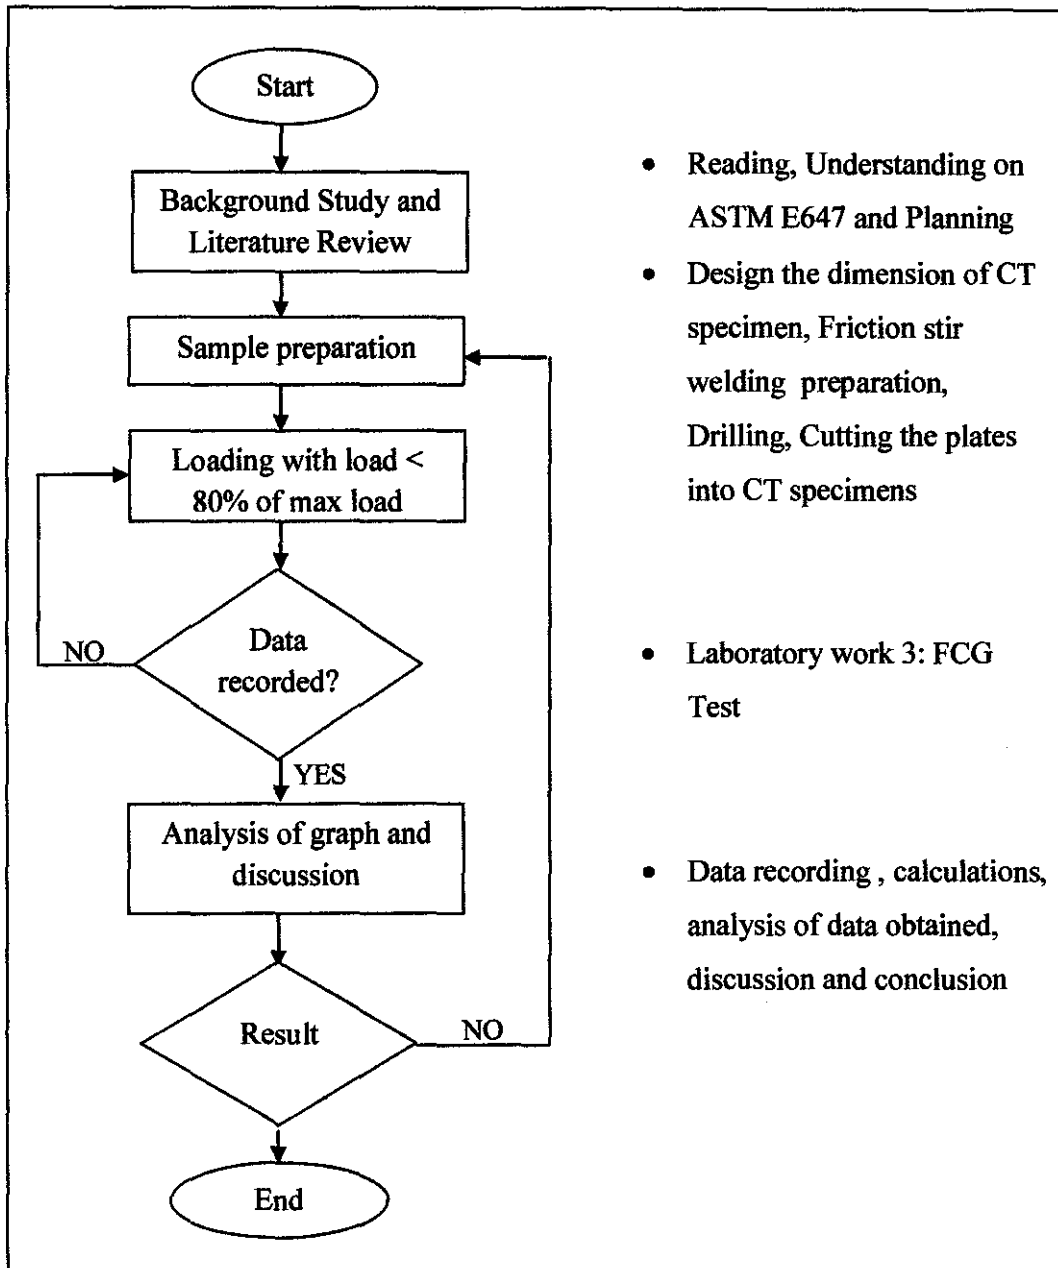 Start
Background Study and
Literature Review
Sample preparation
Loading with load <
80% of max load
Data
recorded?
NO
YES
Analysis of graph and
discussion
Result
NO
End
• Reading, Understanding on
ASTM E647 and Planning
• Design the dimension of CT
specimen, Friction stir
welding preparation,
Drilling, Cutting the plates
into CT specimens
• Laboratory work 3: FCG
Test
• Data recording , calculations,
analysis of data obtained,
discussion and conclusion